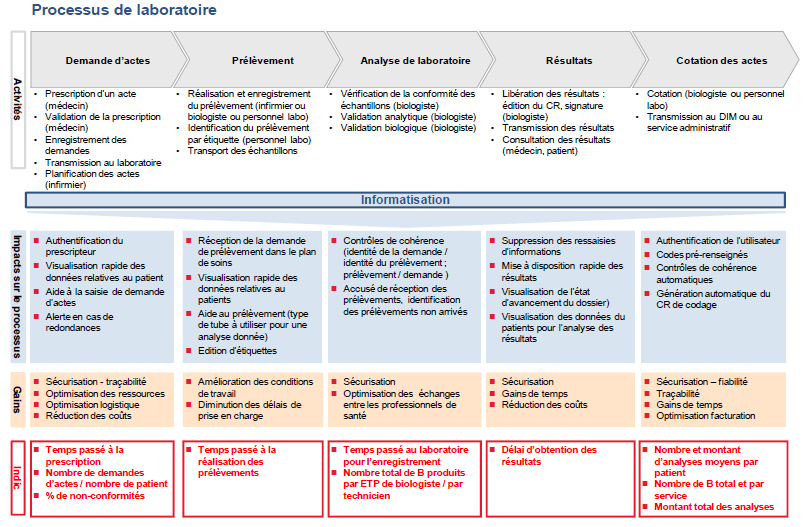 Processus de laboratoire
Demande d'actes
Prélèvement
Analyse de laboratoire
Résultats
Cotation des actes
Activités
• Prescription d'un acte
(médecin)
• Validation de la prescription
(médecin)
• Enregistrement des
demandes
• Transmission au laboratoire
• Planification des actes
(infirmier)
• Réalisation et enregistrement
du prélèvement (infirmier ou
biologiste ou personnel labo)
• Identification du prélèvement
par étiquette (personnel labo)
• Transport des échantillons
• Vérification de la conformité des
échantillons (biologiste)
• Validation analytique (biologiste)
• Validation biologique (biologiste)
• Libération des résultats :
édition du CR, signature
(biologiste)
• Transmission des résultats
• Consultation des résultats
(médecin, patient)
• Cotation (biologiste ou personnel
labo)
• Transmission au DIM ou au
service administratif
Informatisation
Impacts sur le processus
Authentification du
prescripteur
Visualisation rapide des
données relatives au patient
Aide à la saisie de demande
d'actes
Alerte en cas de
redondances
Réception de la demande
de prélèvement dans le plan
de soins
Visualisation rapide des
données relatives au
patients
Aide au prélèvement (type
de tube à utiliser pour une
analyse donnée)
Edition d'étiquettes
Contrôles de cohérence
(identité de la demande /
identité du prélèvement ;
prélèvement / demande )
Accusé de réception des
prélèvements, identification
des prélèvements non arrivés
Suppression des ressaisies
d'informations
Mise à disposition rapide des
résultats
Visualisation de l'état
d'avancement du dossier)
Visualisation des données du
patients pour l'analyse des
résultats
Authentification de l'utilisateur
Codes pré-renseignés
Contrôles de cohérence
automatiques
Génération automatique du
CR de codage
Gains
Sécurisation - traçabilité
Optimisation des ressources
Optimisation logistique
Réduction des coûts
Amélioration des conditions
de travail
Diminution des délais de
prise en charge
Sécurisation
Optimisation des échanges
entre les professionnels de
santé
Sécurisation
Gains de temps
Réduction des coûts
Sécurisation – fiabilité
Traçabilité
Gains de temps
Optimisation facturation
Indic
Temps passé à la
prescription
Nombre de demandes
d'actes / nombre de patient
% de non-conformités
Temps passé à la
réalisation des
prélèvements
Temps passé au laboratoire
pour l'enregistrement
Nombre total de B produits
par ETP de biologiste / par
technicien
Délai d'obtention des
résultats
Nombre et montant
d'analyses moyens par
patient
Nombre de B total et par
service
Montant total des analyses